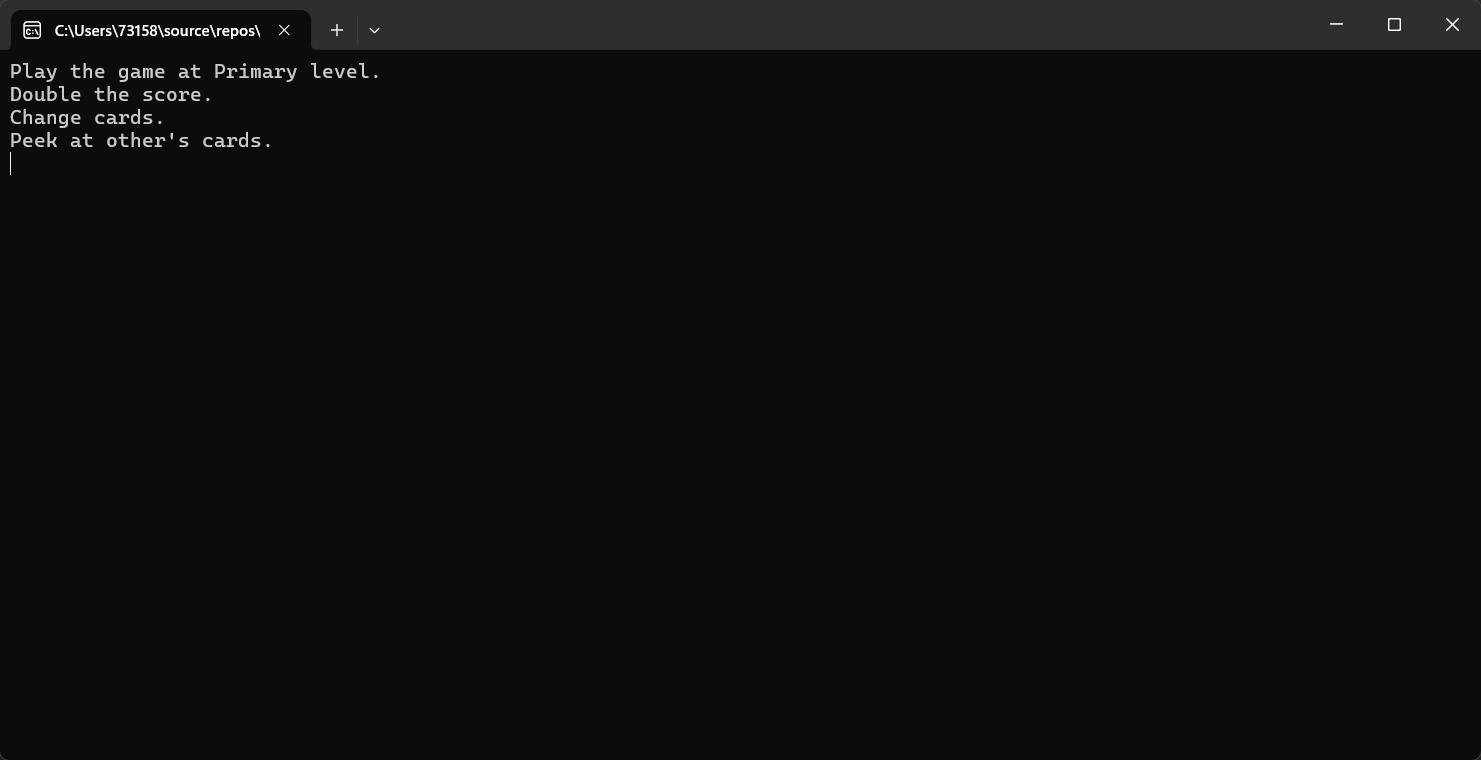 C:\Users\73158\source\repos\
Play the game at Primary level.
Double the score.
Change cards.
Peek at other's cards.